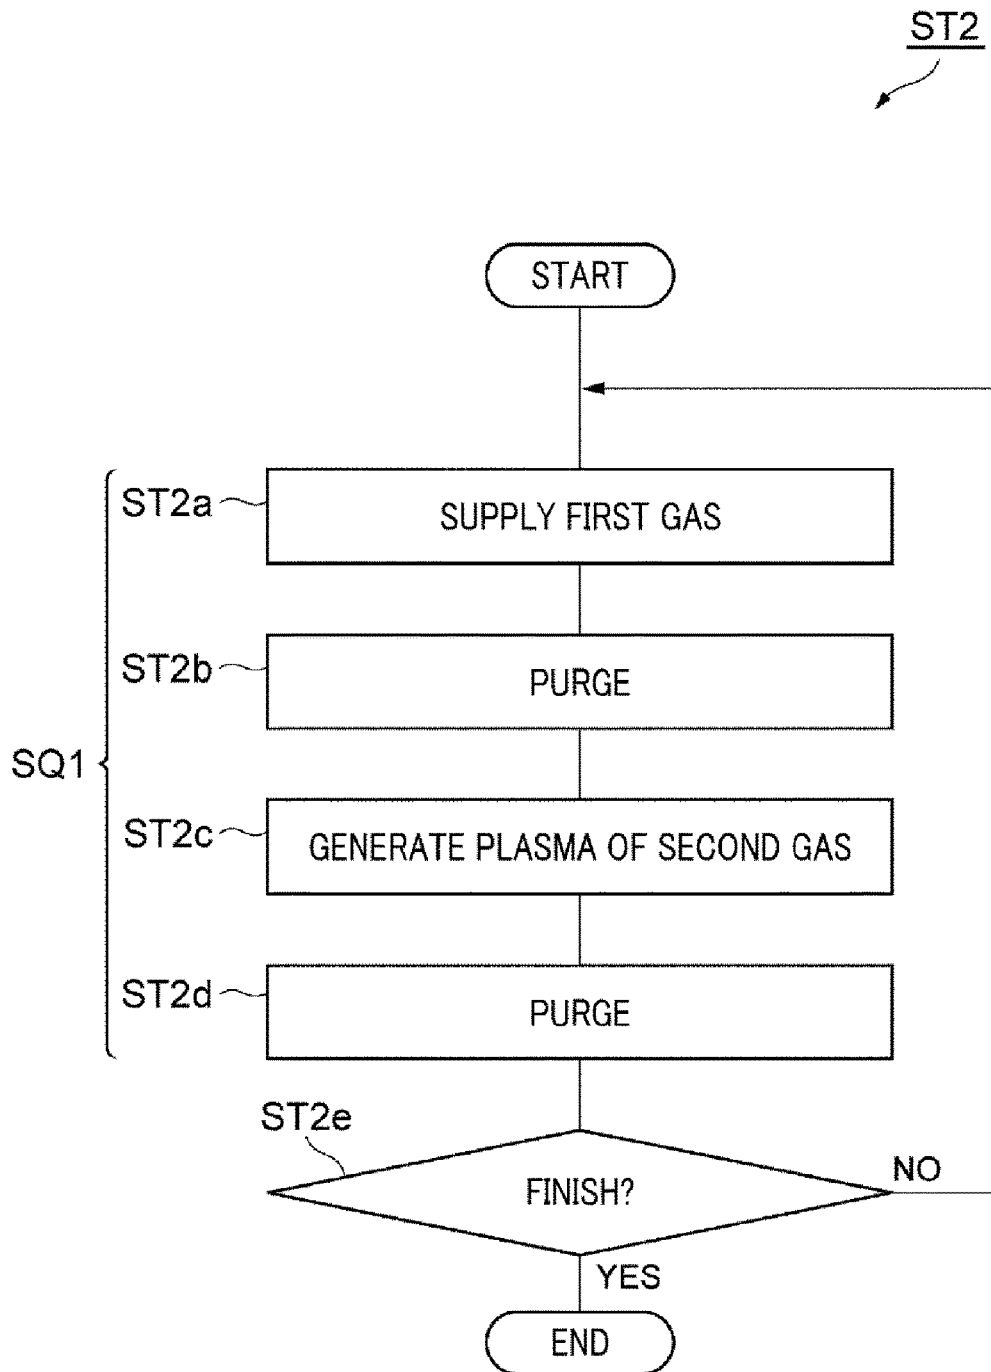 ST2
START
ST2a
SUPPLY FIRST GAS
ST2b
PURGE
SQ1
ST2c
GENERATE PLASMA OF SECOND GAS
ST2d
PURGE
ST2e
FINISH?
NO
YES
END